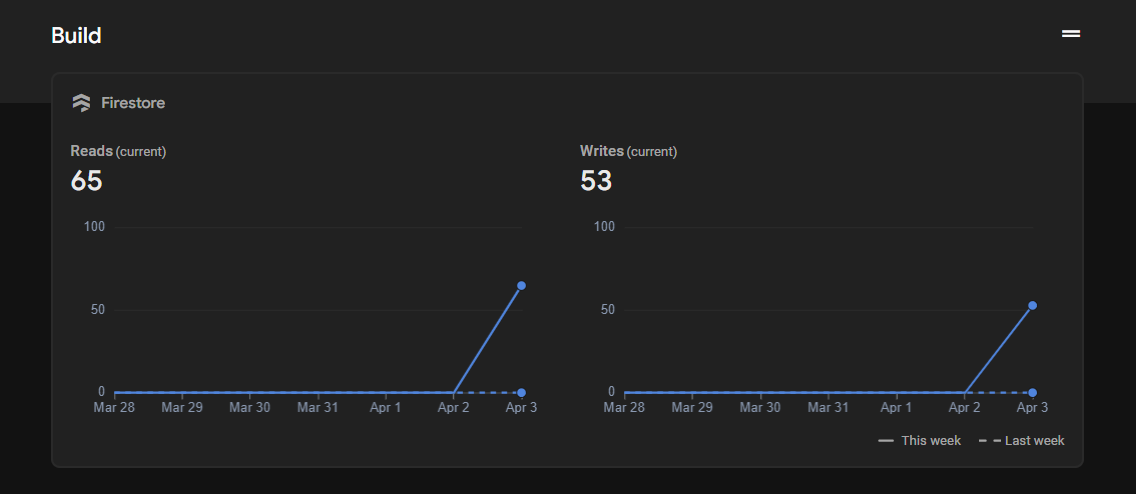 Build
Firestore
Reads (current)
65
100
50
0
Mar 28 Mar 29 Mar 30 Mar 31 Apr 1 Apr 2 Apr 3
Writes (current)
53
100
50
0
Mar 28 Mar 29 Mar 30 Mar 31 Apr 1 Apr 2 Apr 3
This week Last week